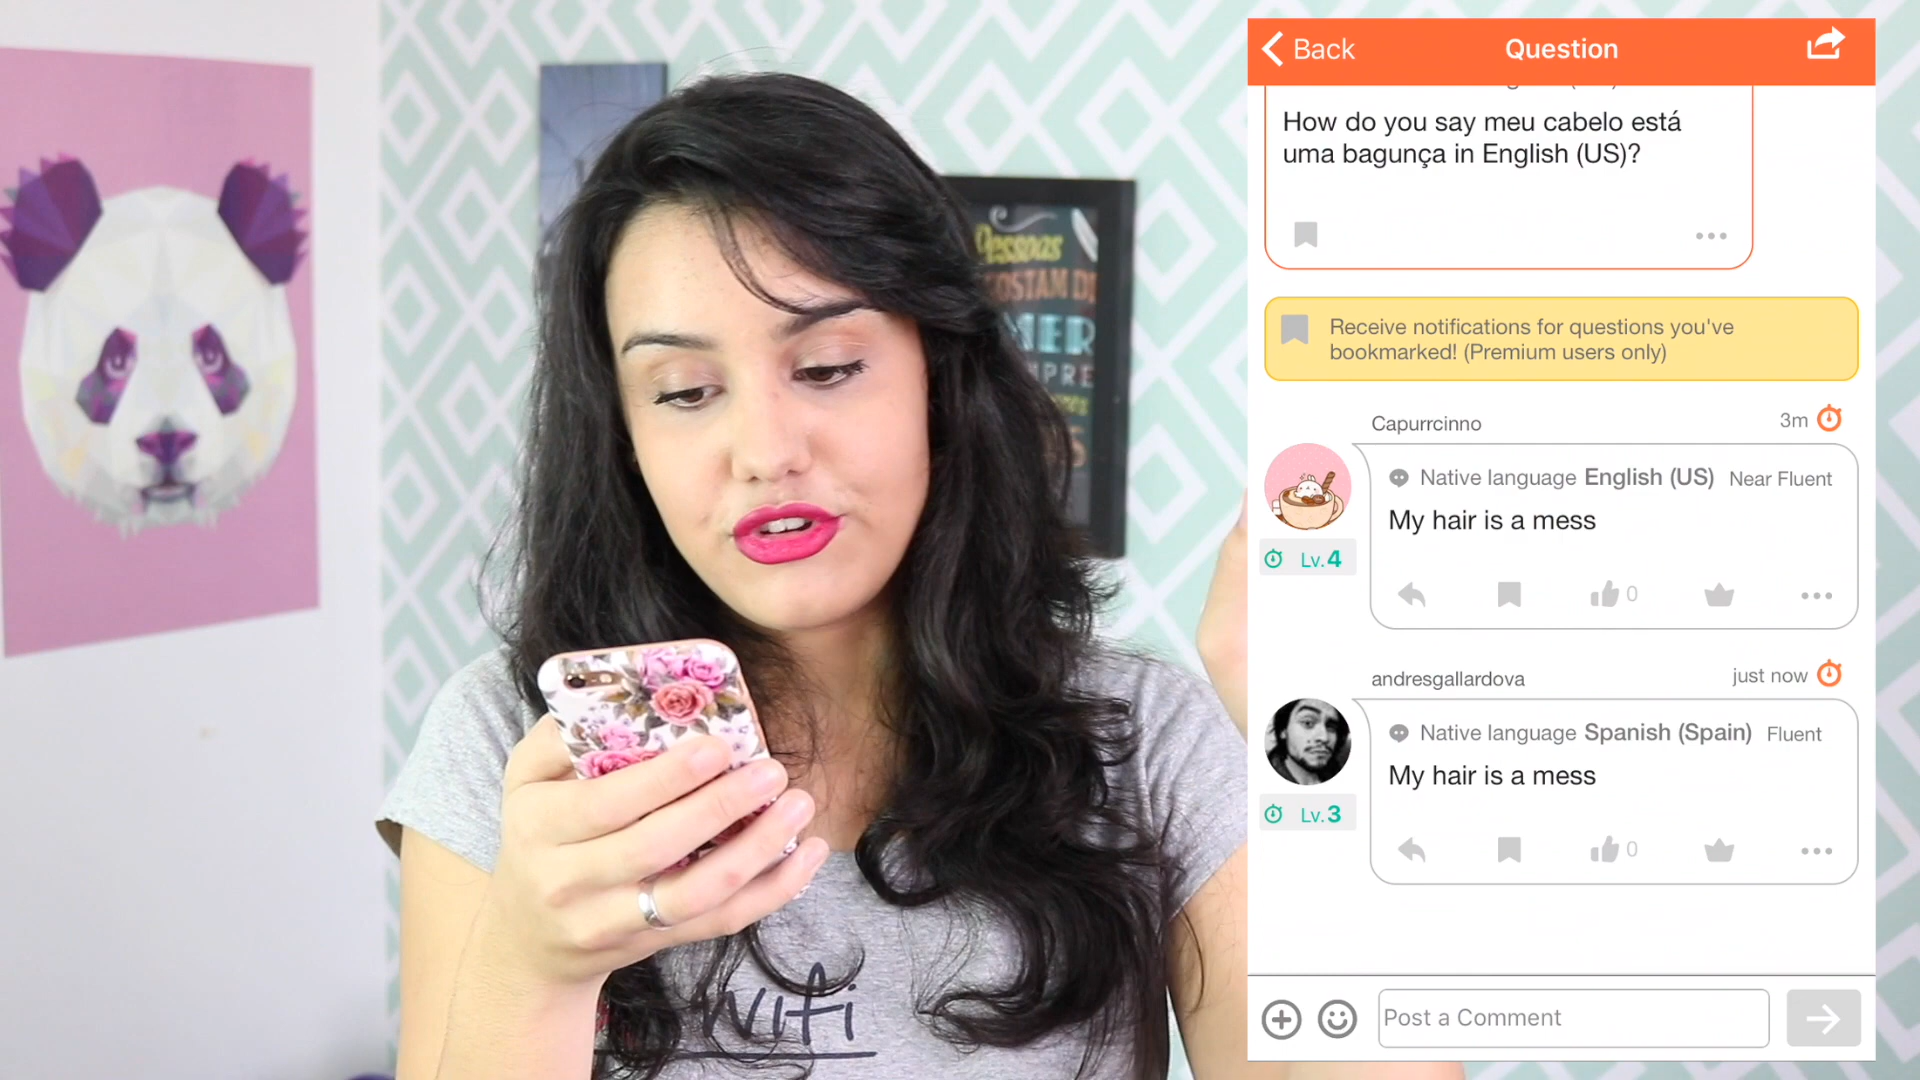 Back
Question
How do you say meu cabelo está
uma bagunça in English (US)?
Receive notifications for questions you've
bookmarked! (Premium users only)
Capurrcinno
3m
Native language English (US) Near Fluent
My hair is a mess
Lv.4
0
andresgallardova
just now
Native language Spanish (Spain) Fluent
My hair is a mess
Lv.3
0
Post a Comment
Pessoas
wifi